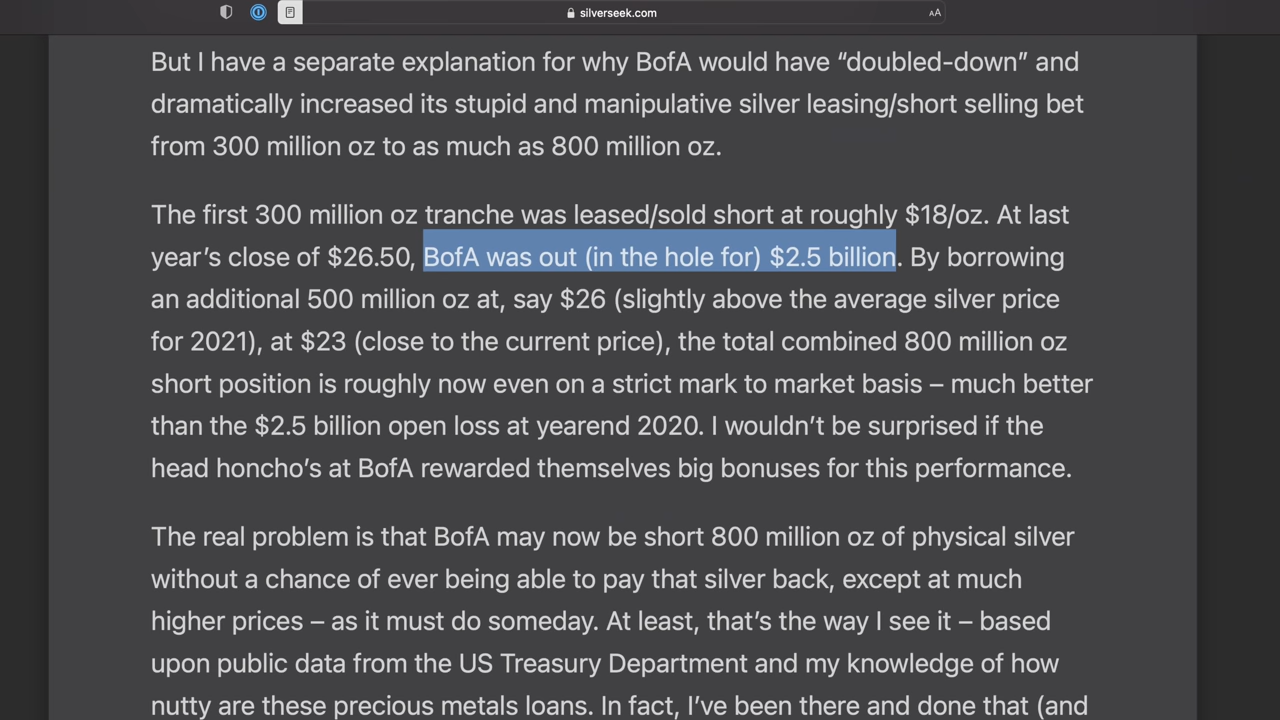 silverseek.com
AA
But I have a separate explanation for why BofA would have “doubled-down” and
dramatically increased its stupid and manipulative silver leasing/short selling bet
from 300 million oz to as much as 800 million oz.
The first 300 million oz tranche was leased/sold short at roughly $18/oz. At last
year’s close of $26.50, BofA was out (in the hole for) $2.5 billion. By borrowing
an additional 500 million oz at, say $26 (slightly above the average silver price
for 2021), at $23 (close to the current price), the total combined 800 million oz
short position is roughly now even on a strict mark to market basis – much better
than the $2.5 billion open loss at yearend 2020. I wouldn’t be surprised if the
head honcho’s at BofA rewarded themselves big bonuses for this performance.
The real problem is that BofA may now be short 800 million oz of physical silver
without a chance of ever being able to pay that silver back, except at much
higher prices – as it must do someday. At least, that’s the way I see it – based
upon public data from the US Treasury Department and my knowledge of how
nutty are these precious metals loans. In fact, I’ve been there and done that (and